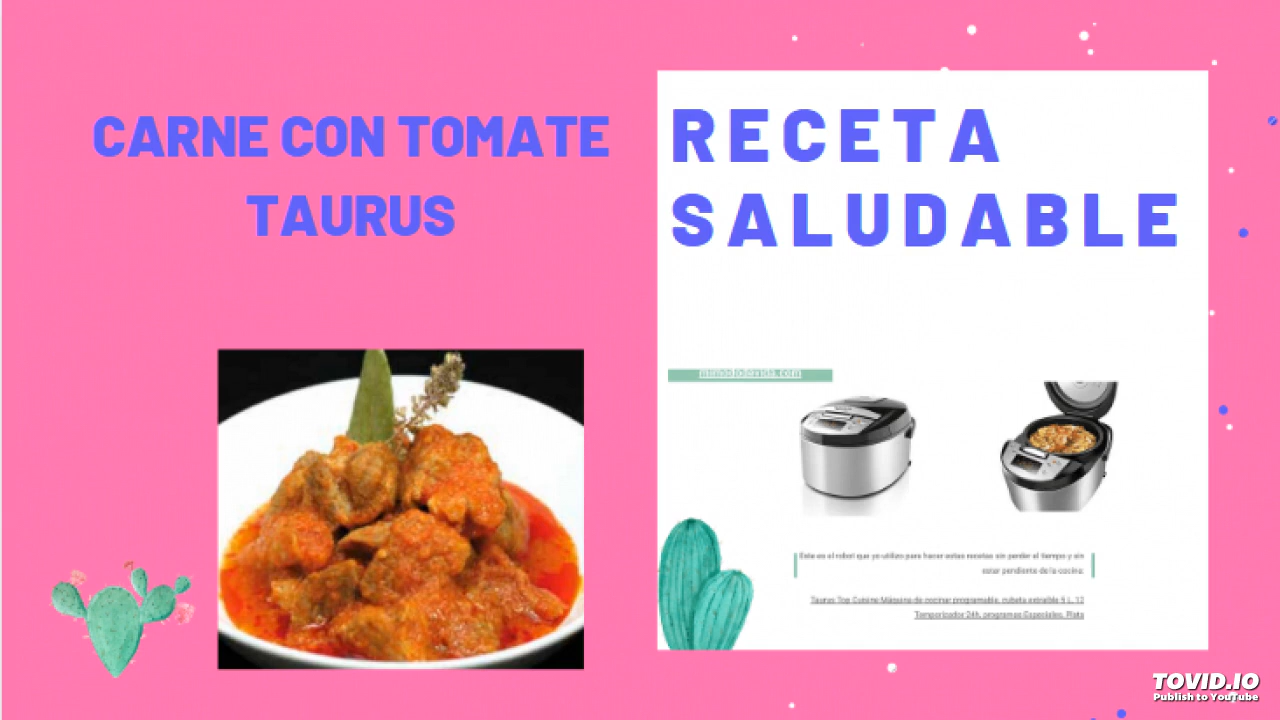 CARNE CON TOMATE
TAURUS
RECETA
SALUDABLE
mimododevida.com
Este es el robot que yo utilizo para hacer estas recetas sin perder el tiempo y sin
estar pendiente de la cocina:
Taurus Top Cuisine Máquina de cocinar programable, cubeta extraíble 5 L, 12
Temporizador 24h, programas Especiales, Plata
TOVID.IO
Publish to YouTube